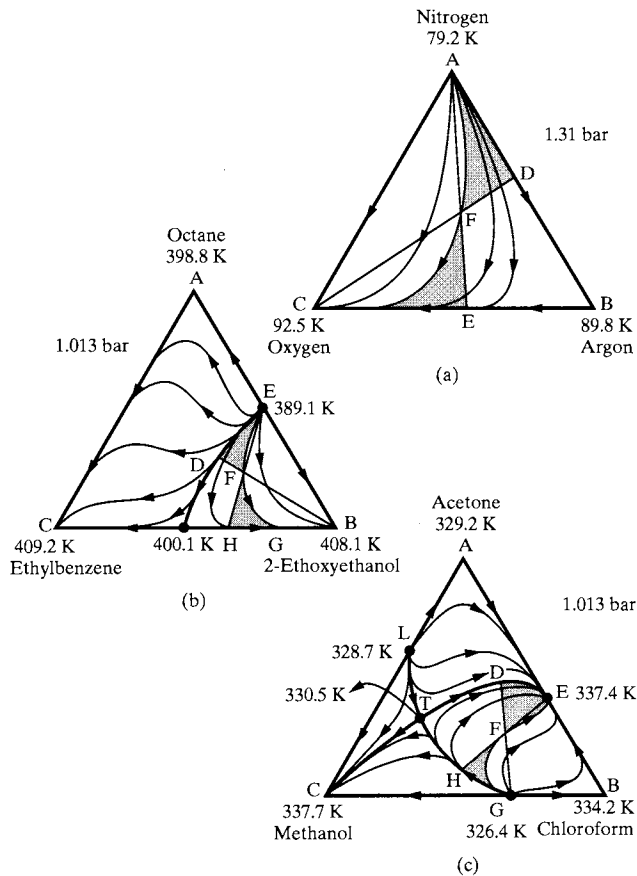 Nitrogen
79.2 K
A
1.31 bar
D
F
C
E
B
92.5 K
Oxygen
89.8 K
Argon
(a)
Octane
398.8 K
A
1.013 bar
E
389.1 K
D
F
C
H
G
B
409.2 K
400.1 K
408.1 K
Ethylbenzene
2-Ethoxyethanol
(b)
Acetone
329.2 K
A
1.013 bar
L
328.7 K
D
330.5 K
E
337.4 K
T
F
H
C
G
B
337.7 K
Methanol
326.4 K
334.2 K
Chloroform
(c)